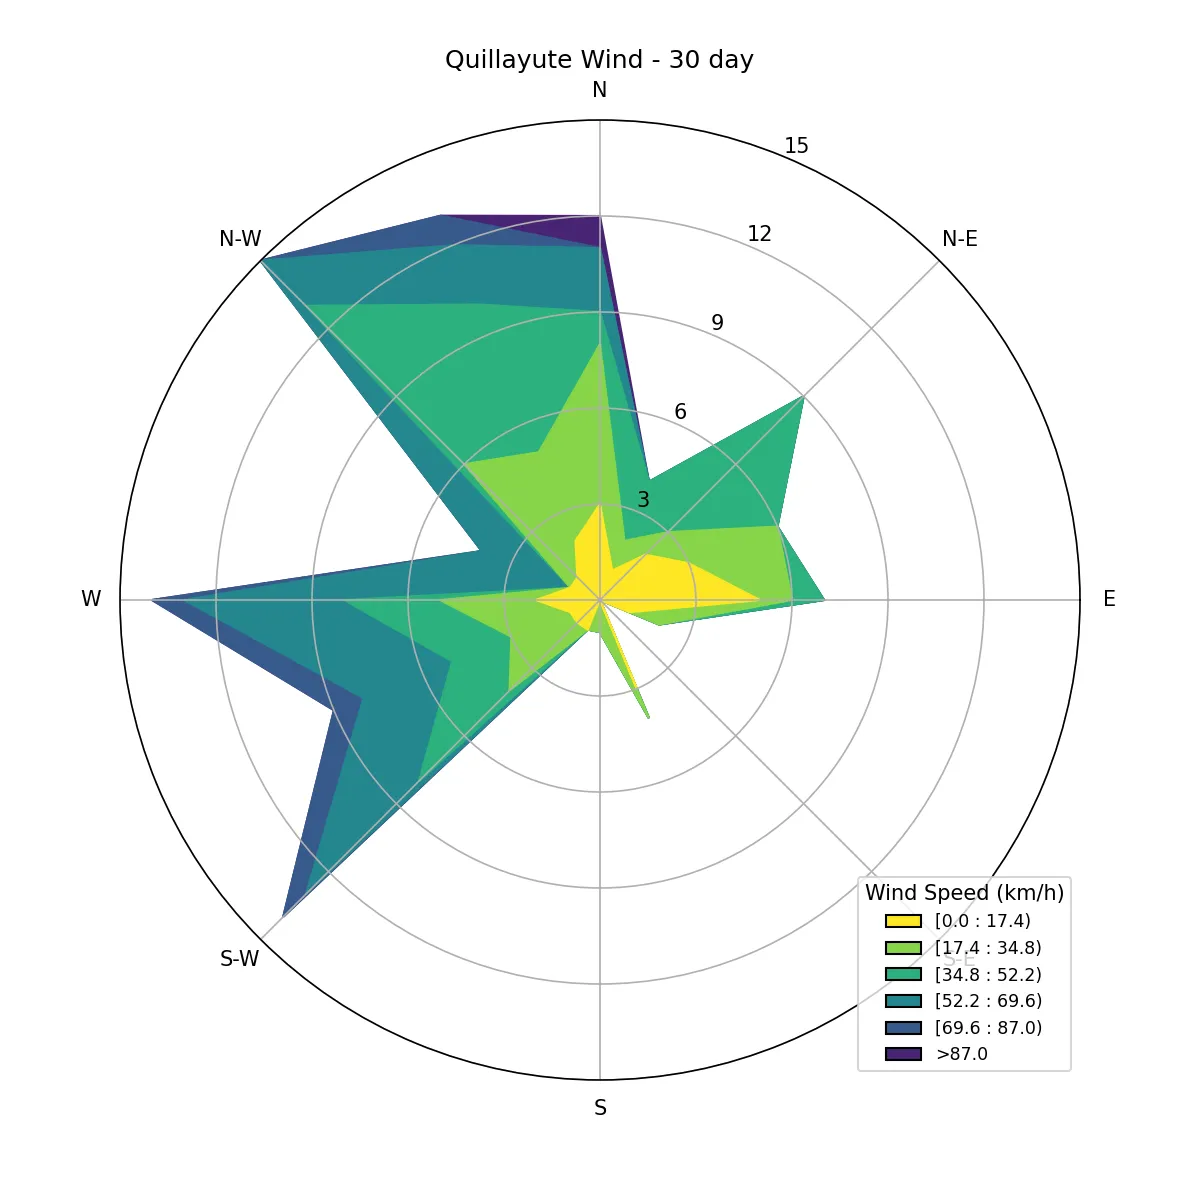 Quillayute Wind - 30 day
N
15
N-W
12
N-E
9
6
3
W
E
Wind Speed (km/h)
[0.0 : 17.4)
[17.4 : 34.8)
S-W
S-E
[34.8 : 52.2)
[52.2 : 69.6)
[69.6 : 87.0)
>87.0
S